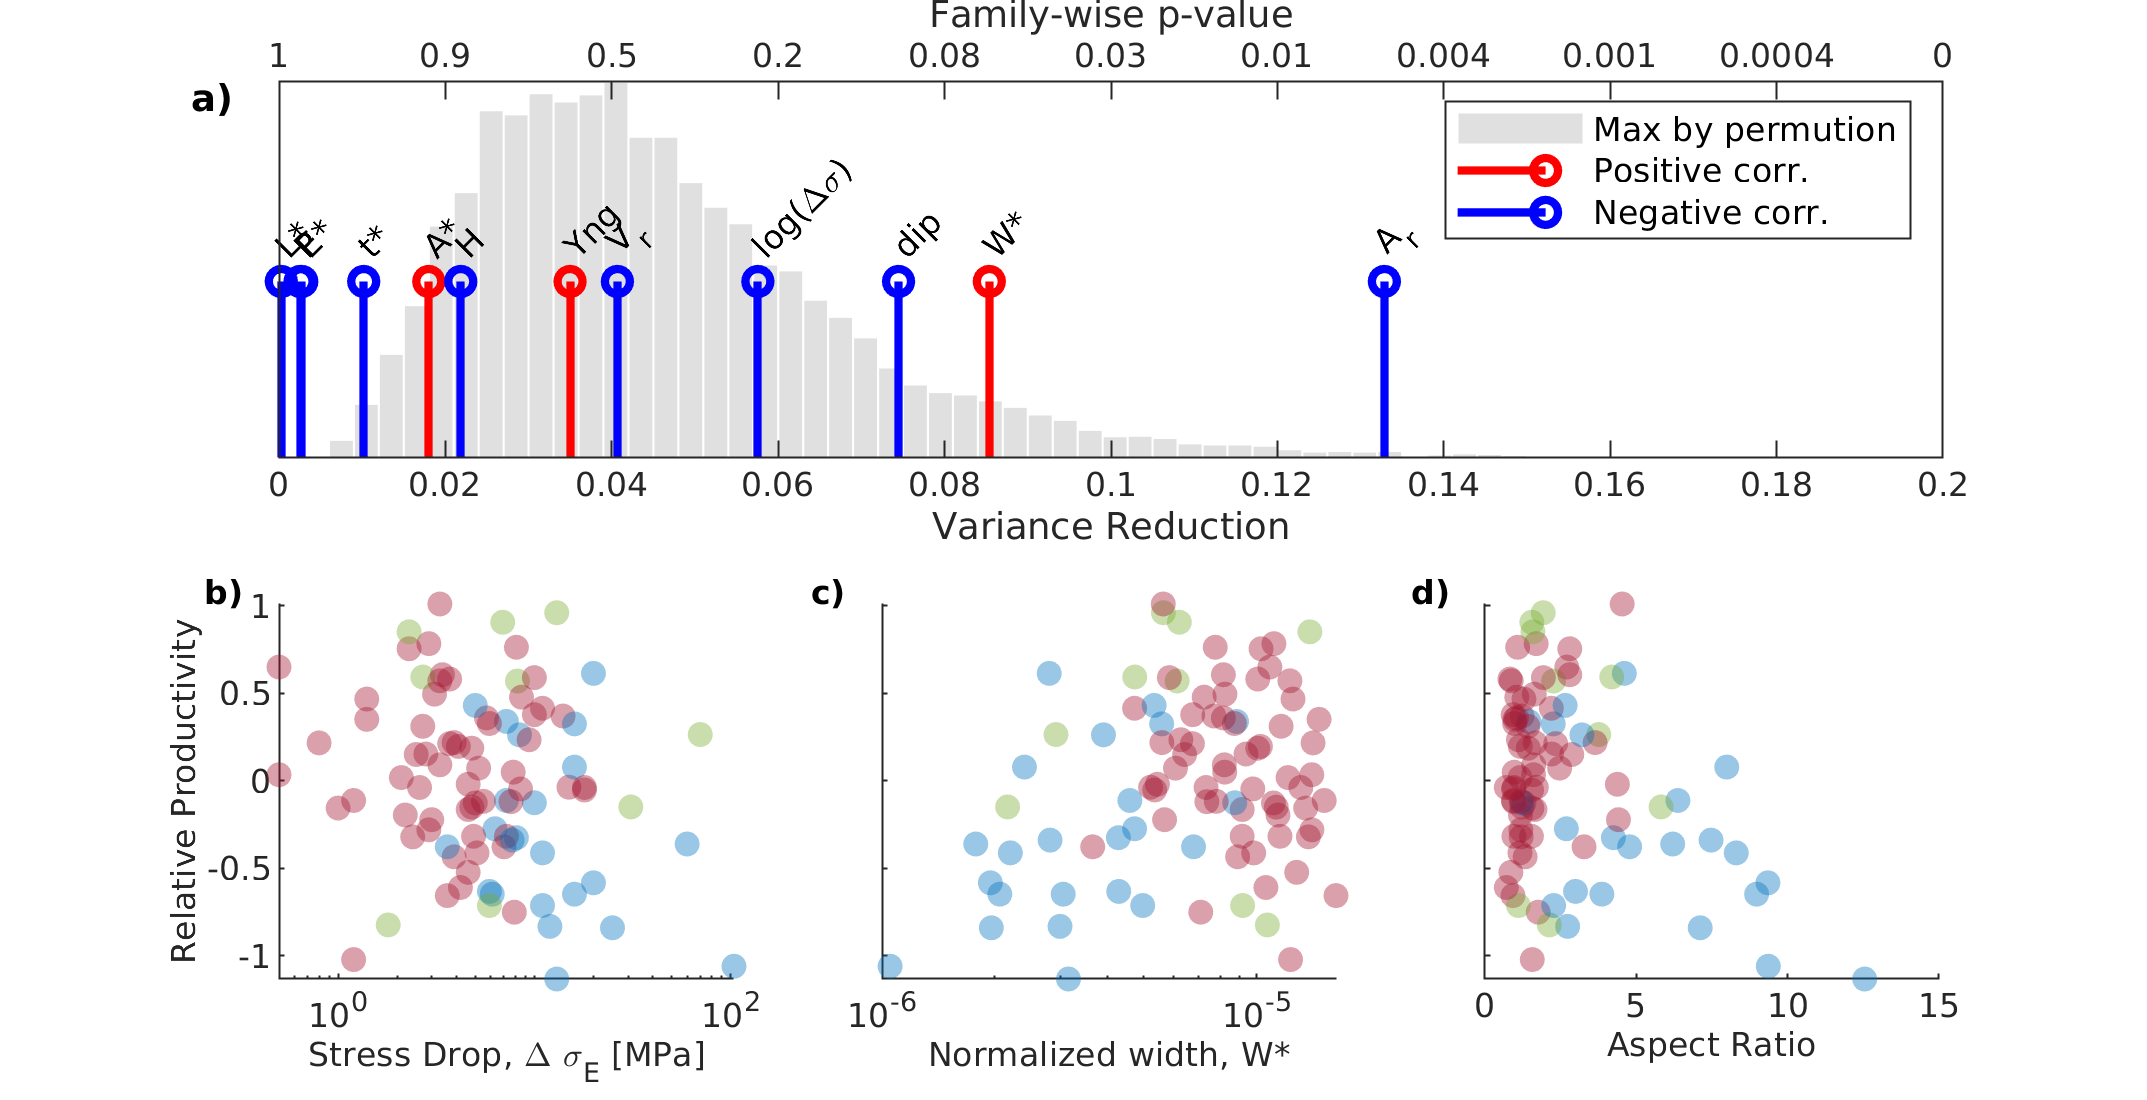 Family-wise p-value
1 0.9 0.5 0.2 0.08 0.03 0.01 0.004 0.001 0.0004 0
a)
Max by permution
Positive corr.
Negative corr.
L* E* t* A* H Yng V_r log(Δσ) dip W* A_r
0 0.02 0.04 0.06 0.08 0.1 0.12 0.14 0.16 0.18 0.2
Variance Reduction
b)
Relative Productivity
1
0.5
0
-0.5
-1
10^0 10^2
Stress Drop, Δ σ_E [MPa]
c)
10^-6 10^-5
Normalized width, W*
d)
0 5 10 15
Aspect Ratio